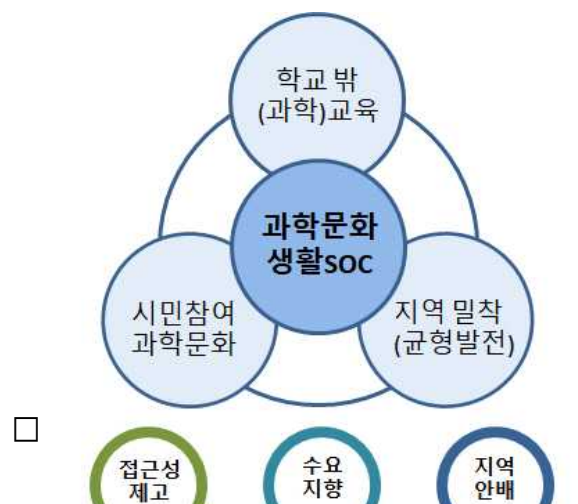 학교 밖
(과학)교육
과학문화
생활SOC
시민참여
과학문화
지역 밀착
(균형발전)
□
접근성
제고
수요
지향
지역
안배